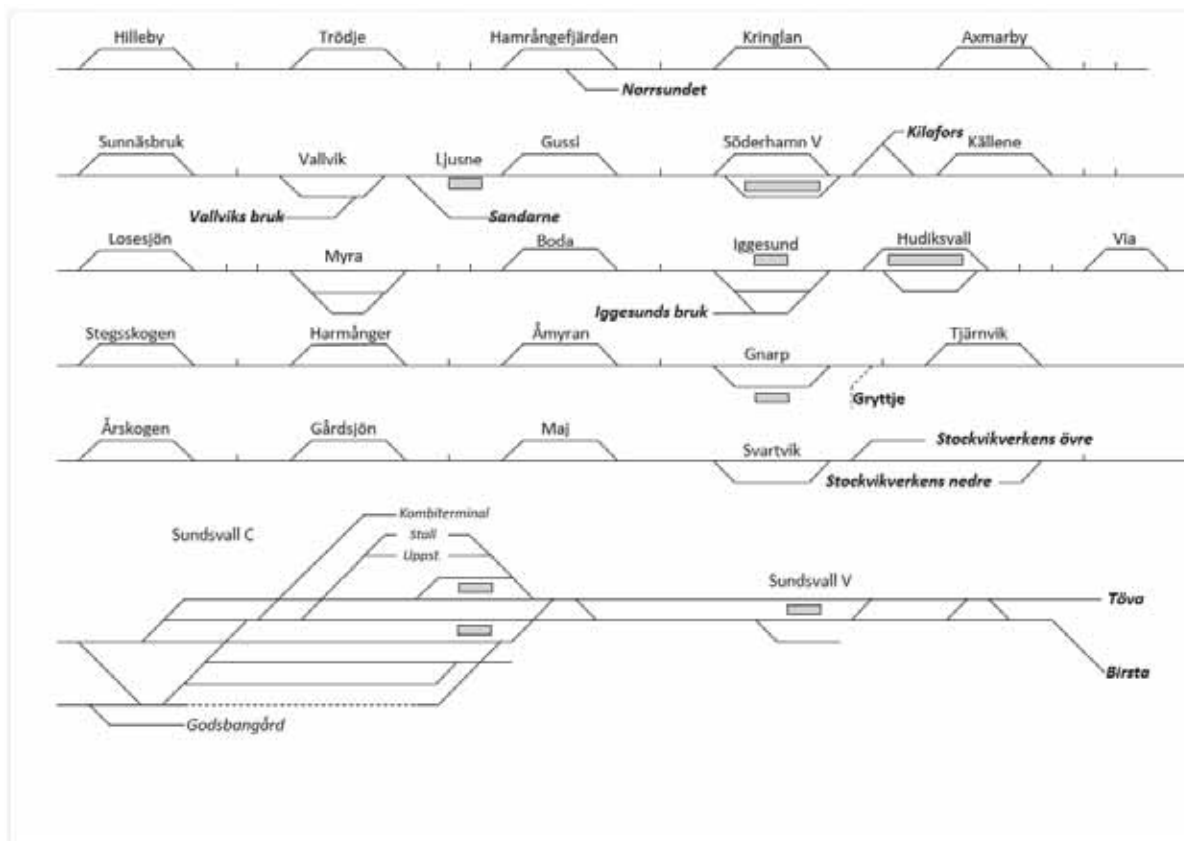 Hilleby Trödje Hamrångefjärden Kringlan Axmarby
Norrsundet
Kilafors
Sunnäsbruk Vallvik Ljusne Gussi Söderhamn V Källene
Vallviks bruk Sandarne
Losesjön Myra Boda Iggesund Hudiksvall Via
Iggesunds bruk
Stegsskogen Harmånger Åmyran Gnarp Tjärnvik
Gryttje
Årskogen Gårdsjön Maj Svartvik Stockvikverkens övre
Stockvikverkens nedre
Kombiterminal
Sundsvall C Stall
Uppst.
Sundsvall V
Töva
Birsta
Godsbangård